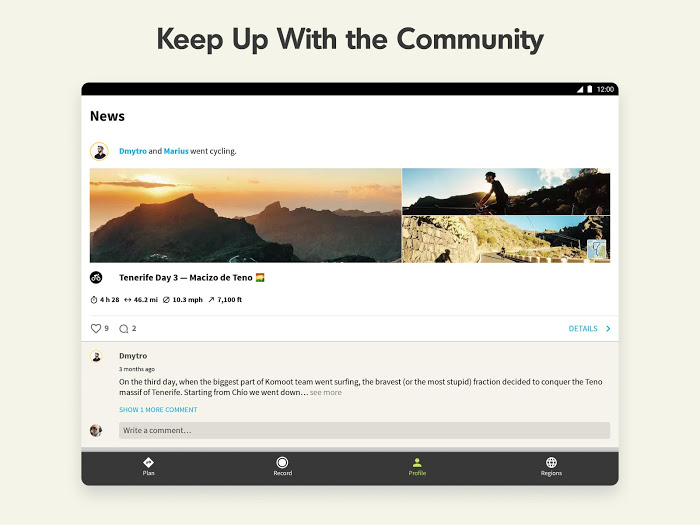 Keep Up With the Community
12:00
News
Dmytro and Marius went cycling.
Tenerife Day 3 — Macizo de Teno
4 h 28 46.2 mi 10.3 mph 7,100 ft
9 2 DETAILS
Dmytro
3 months ago
On the third day, when the biggest part of Komoot team went surfing, the bravest (or the most stupid) fraction decided to conquer the Teno
massif of Tenerife. Starting from Chío we went down… see more
SHOW 1 MORE COMMENT
Write a comment…
Plan Record Profile Regions